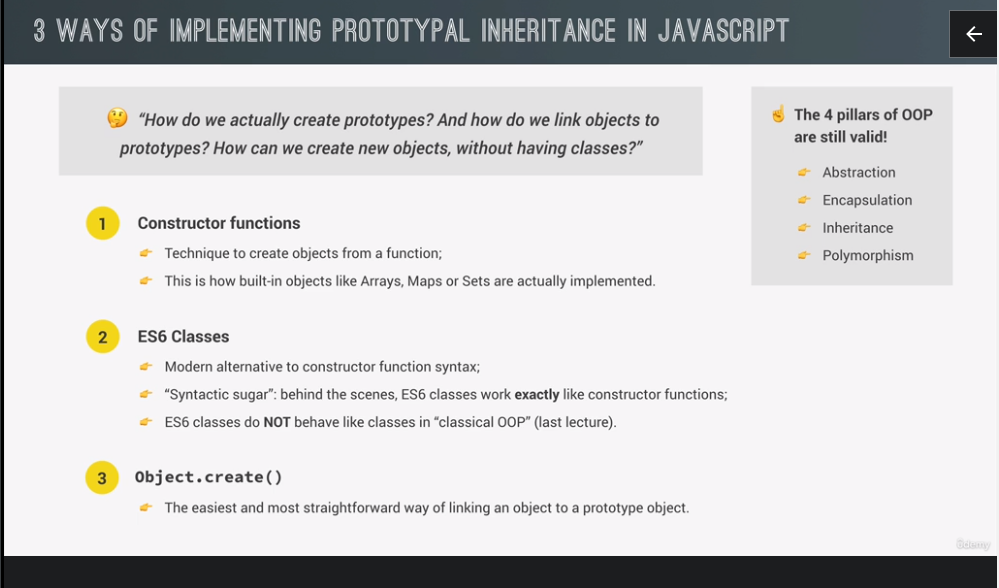 3 WAYS OF IMPLEMENTING PROTOTYPAL INHERITANCE IN JAVASCRIPT
“How do we actually create prototypes? And how do we link objects to
prototypes? How can we create new objects, without having classes?”
1 Constructor functions
Technique to create objects from a function;
This is how built-in objects like Arrays, Maps or Sets are actually implemented.
2 ES6 Classes
Modern alternative to constructor function syntax;
“Syntactic sugar”: behind the scenes, ES6 classes work exactly like constructor functions;
ES6 classes do NOT behave like classes in “classical OOP” (last lecture).
3 Object.create()
The easiest and most straightforward way of linking an object to a prototype object.
The 4 pillars of OOP
are still valid!
Abstraction
Encapsulation
Inheritance
Polymorphism
ûdemy